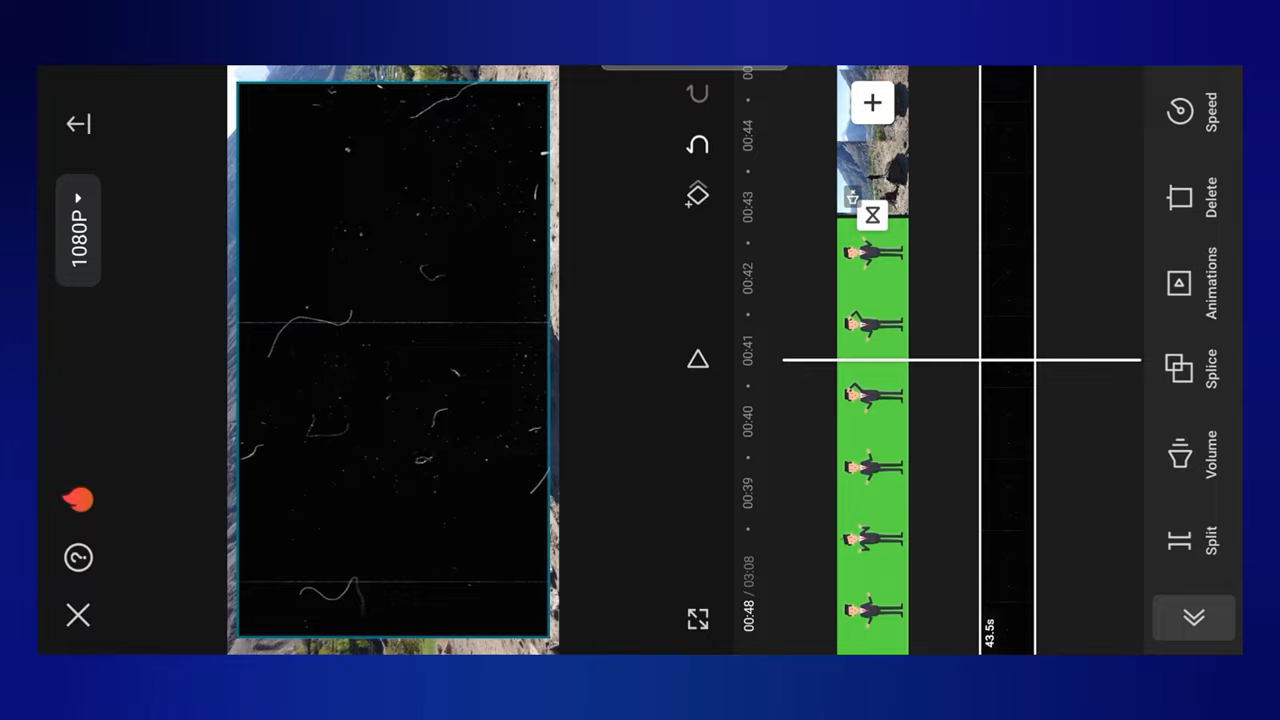 1080P
00:48 / 03:08 • 00:39 • 00:40 • 00:41 • 00:42 • 00:43 • 00:44 • 00
43.5s
Split Volume Splice Animations Delete Speed